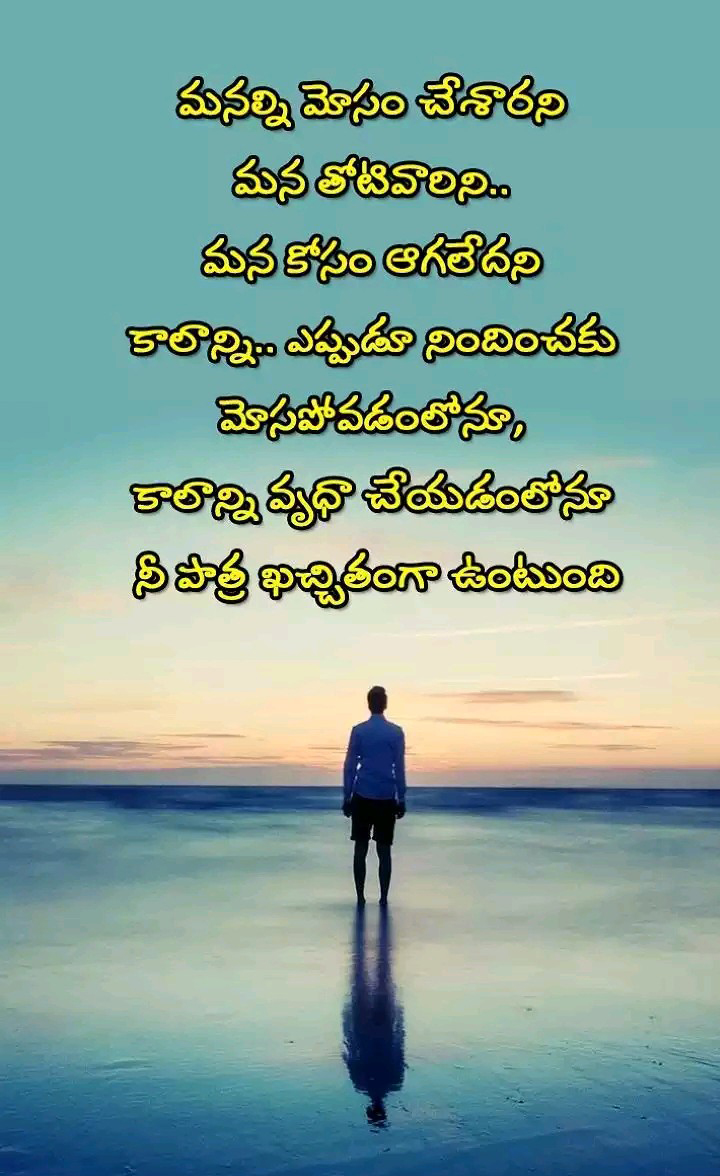 మనల్ని మోసం చేశారని
మన తోటివారిని..
మన కోసం ఆగలేదని
కాలాన్ని.. ఎప్పుడూ నిందించకు
మోసపోవడంలోనూ,
కాలాన్ని వృధా చేయడంలోనూ
నీ పాత్ర ఖచ్చితంగా ఉంటుంది